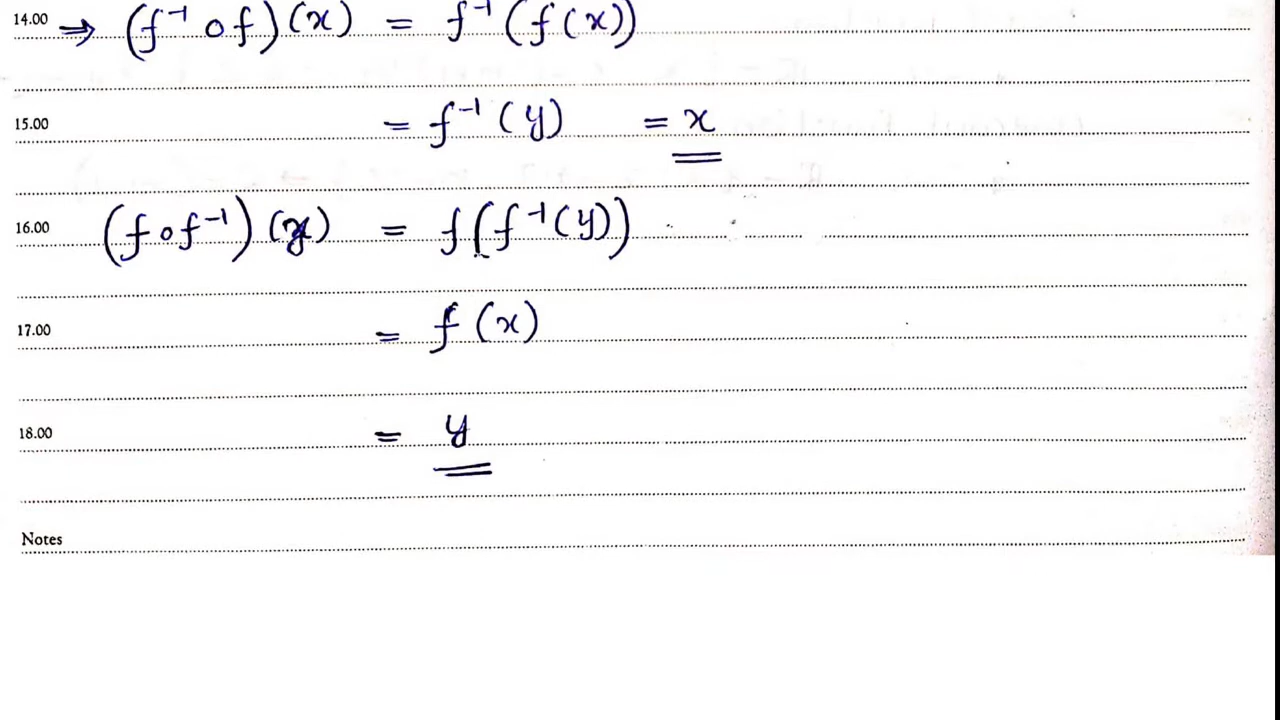 14.00 ⇒ (f⁻¹ o f)(x) = f⁻¹(f(x))
15.00 = f⁻¹(y) = x
16.00 (f o f⁻¹)(y) = f(f⁻¹(y))
17.00 = f(x)
18.00 = y
Notes